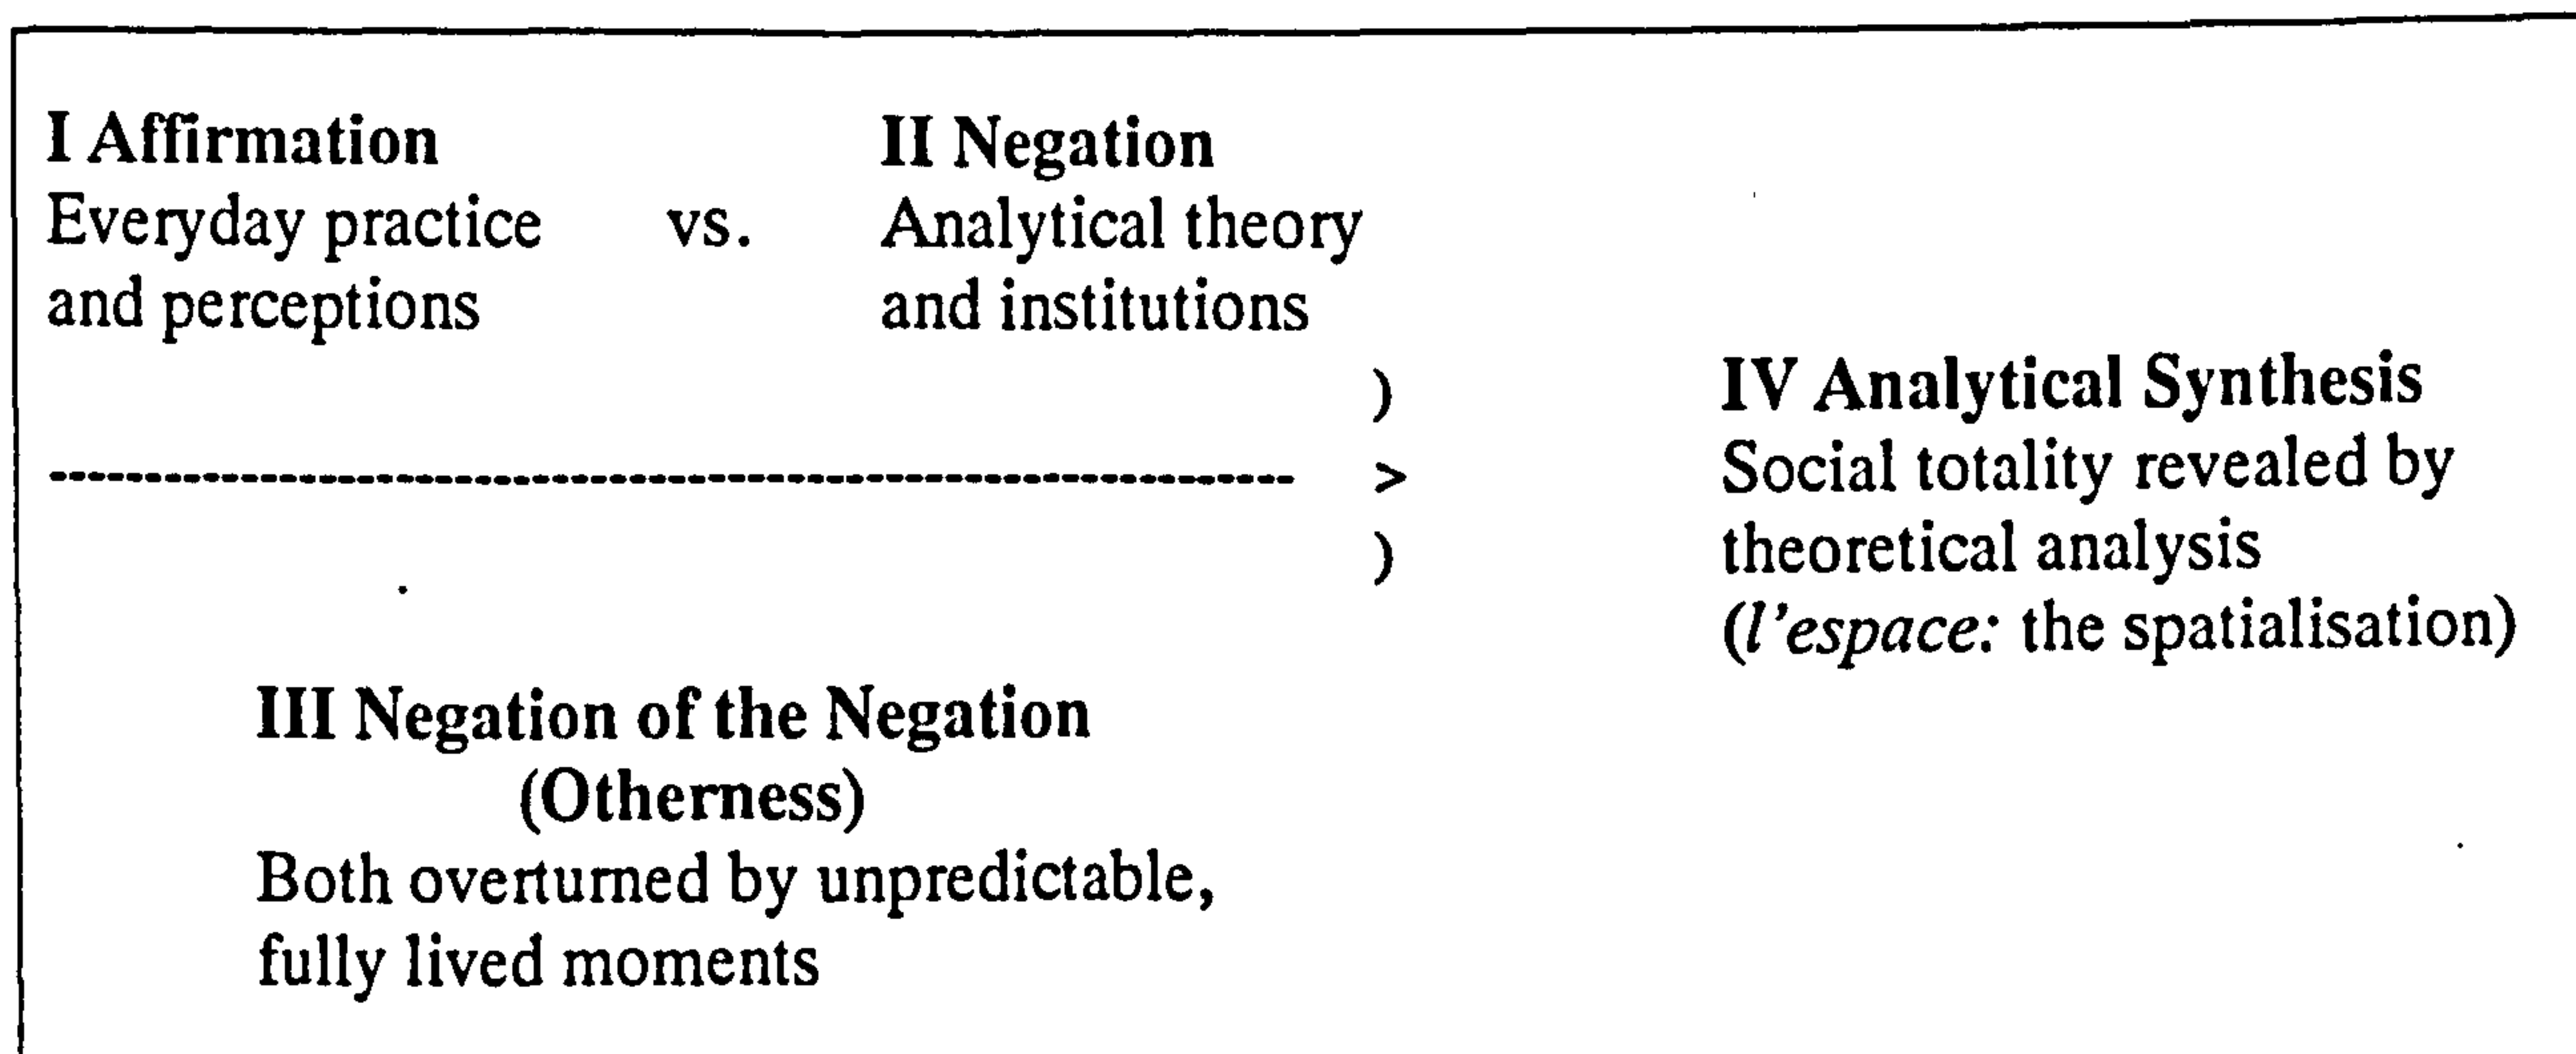 I Affirmation
Everyday practice vs.
and perceptions
II Negation
Analytical theory
and institutions
)
>
)
IV Analytical Synthesis
Social totality revealed by
theoretical analysis
(l'espace: the spatialisation)
III Negation of the Negation
(Otherness)
Both overturned by unpredictable,
fully lived moments